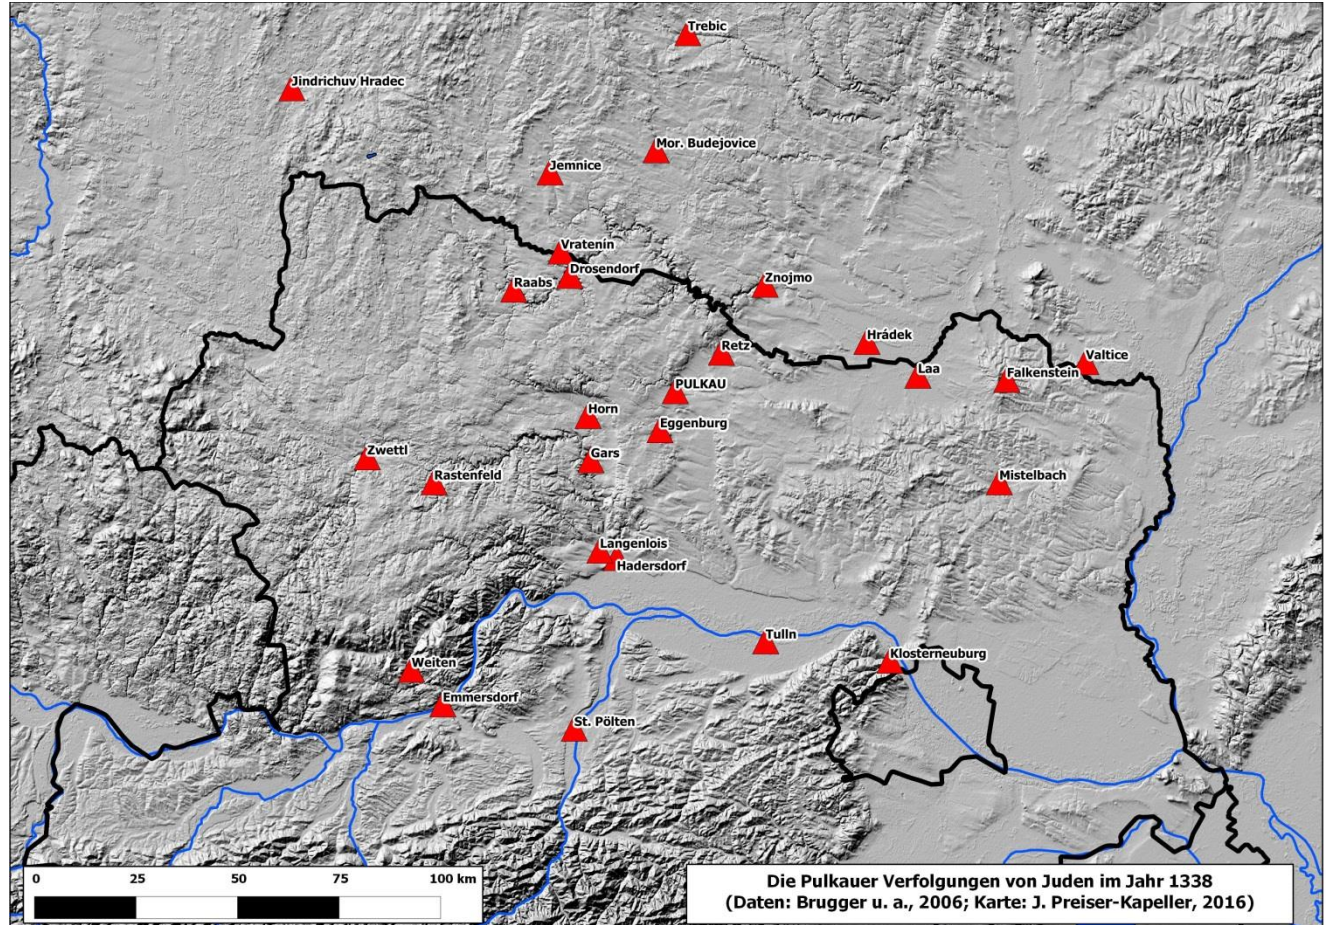 Trebic
Jindrichuv Hradec
Mor. Budejovice
Jemnice
Vratenín
Drosendorf
Raabs
Znojmo
Hrádek
Retz
Valtice
Laa
Falkenstein
PULKAU
Horn
Eggenburg
Zwettl
Gars
Rastenfeld
Mistelbach
Langenlois
Hadersdorf
Tulln
Klosterneuburg
Weiten
Emmersdorf
St. Pölten
0 25 50 75 100 km
Die Pulkauer Verfolgungen von Juden im Jahr 1338
(Daten: Brugger u. a., 2006; Karte: J. Preiser-Kapeller, 2016)